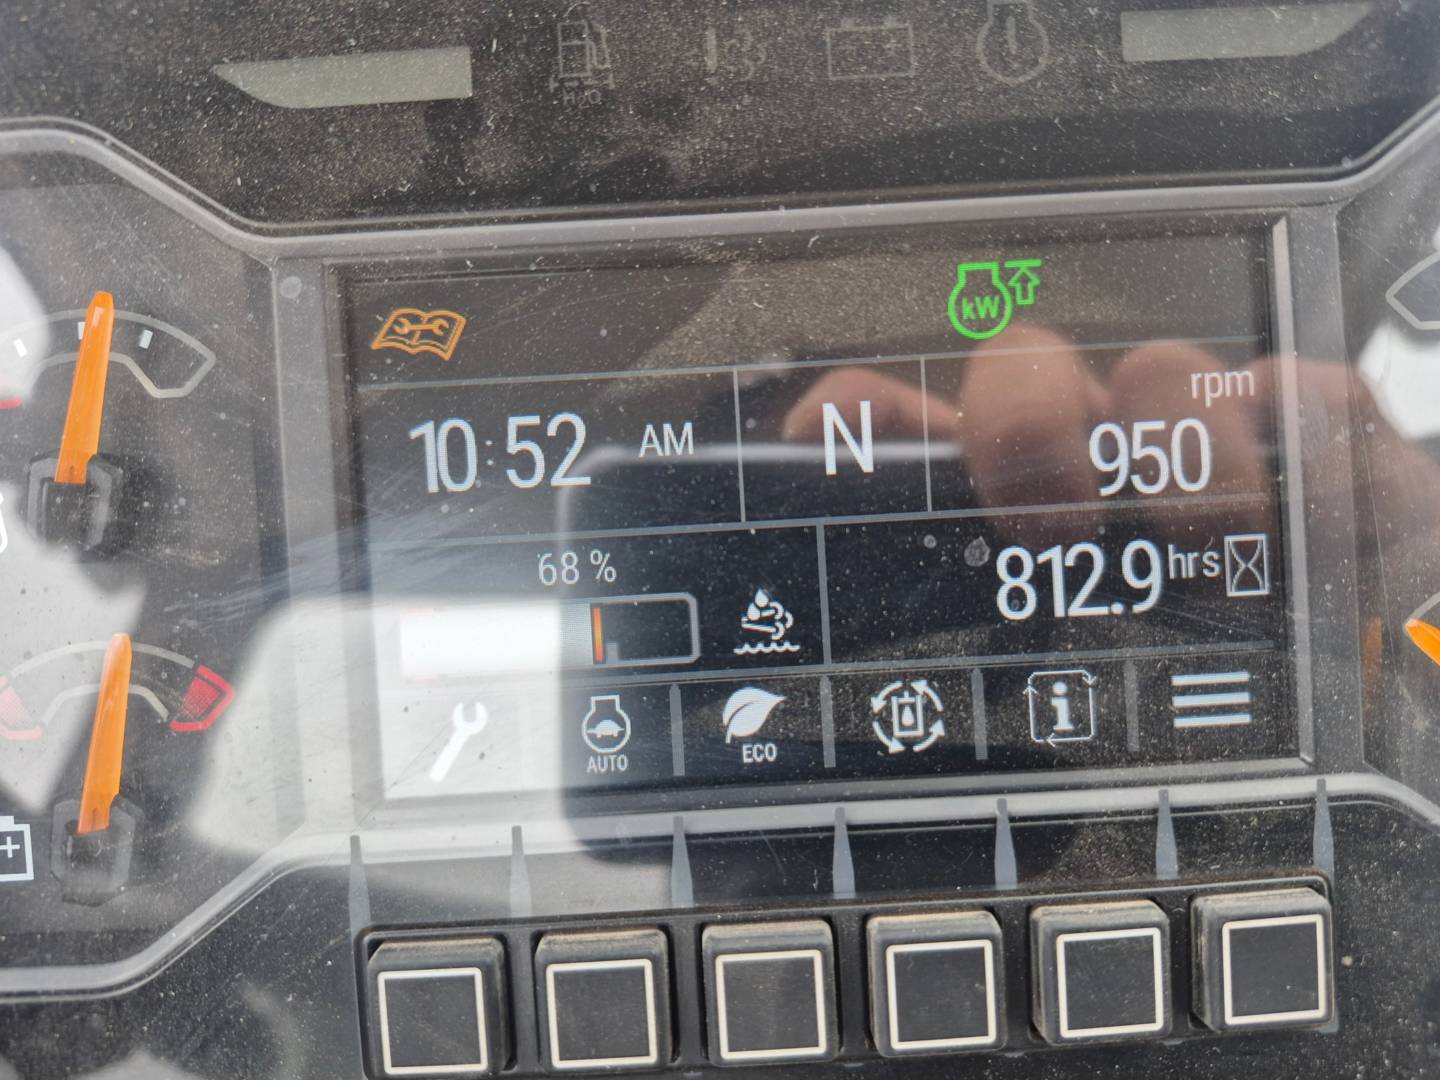 H2O
kW
rpm
10:52 AM
N
950
68 %
812.9 hrs
AUTO
ECO
i